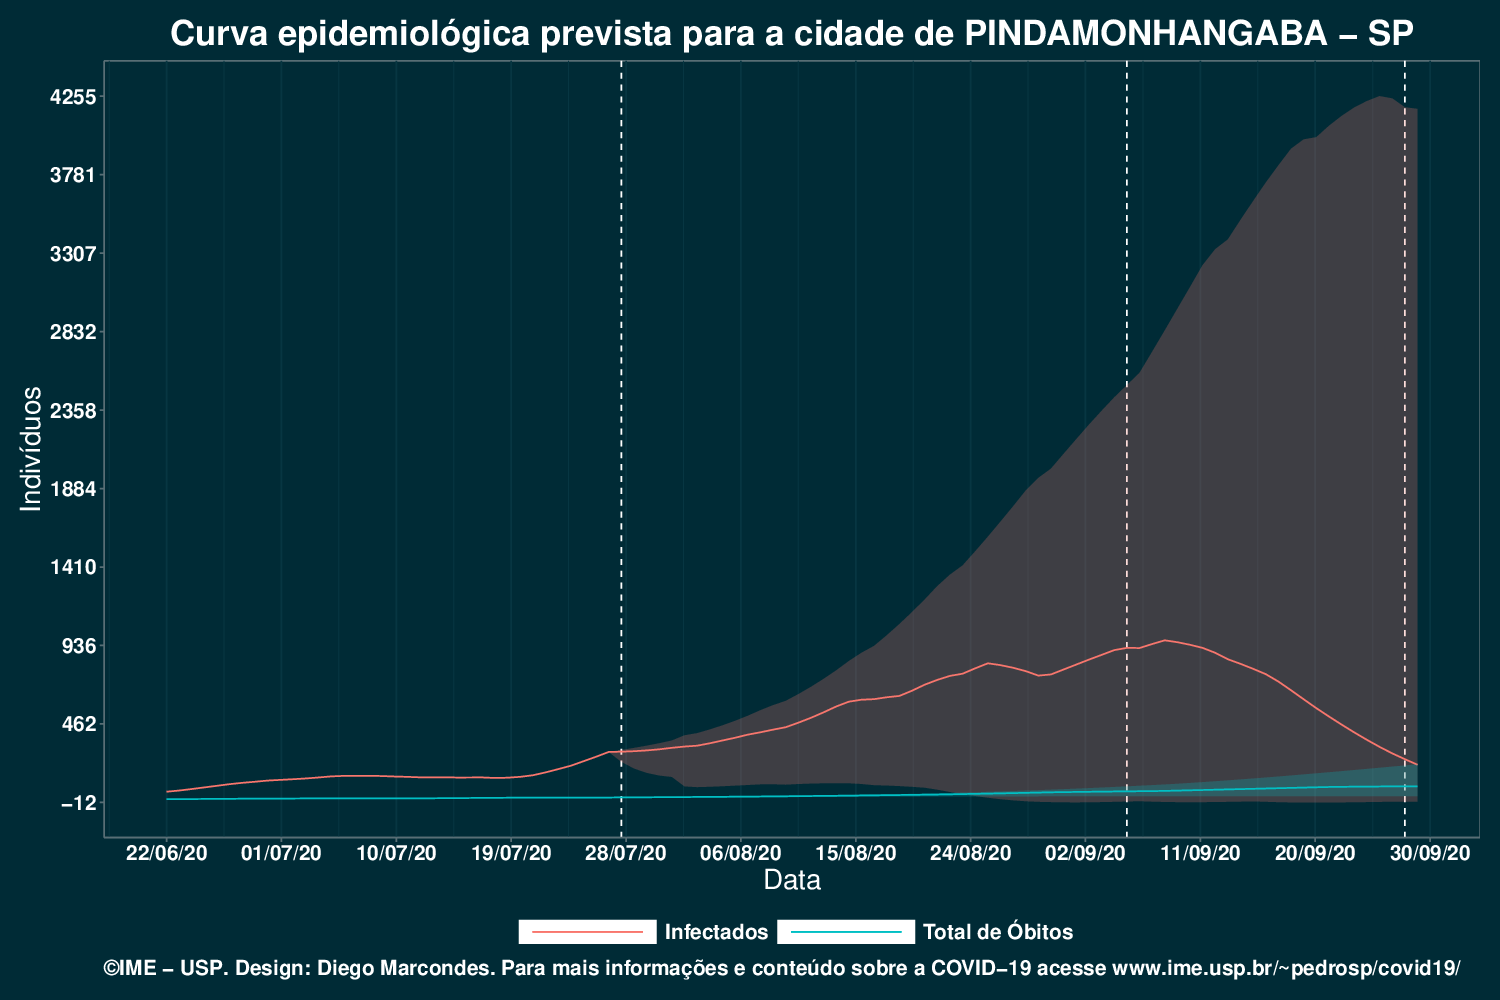 Curva epidemiológica prevista para a cidade de PINDAMONHANGABA − SP
4255
3781
3307
2832
2358
1884
1410
936
462
−12
Indivíduos
22/06/20 01/07/20 10/07/20 19/07/20 28/07/20 06/08/20 15/08/20 24/08/20 02/09/20 11/09/20 20/09/20 30/09/20
Data
Infectados Total de Óbitos
©IME − USP. Design: Diego Marcondes. Para mais informações e conteúdo sobre a COVID−19 acesse www.ime.usp.br/~pedrosp/covid19/